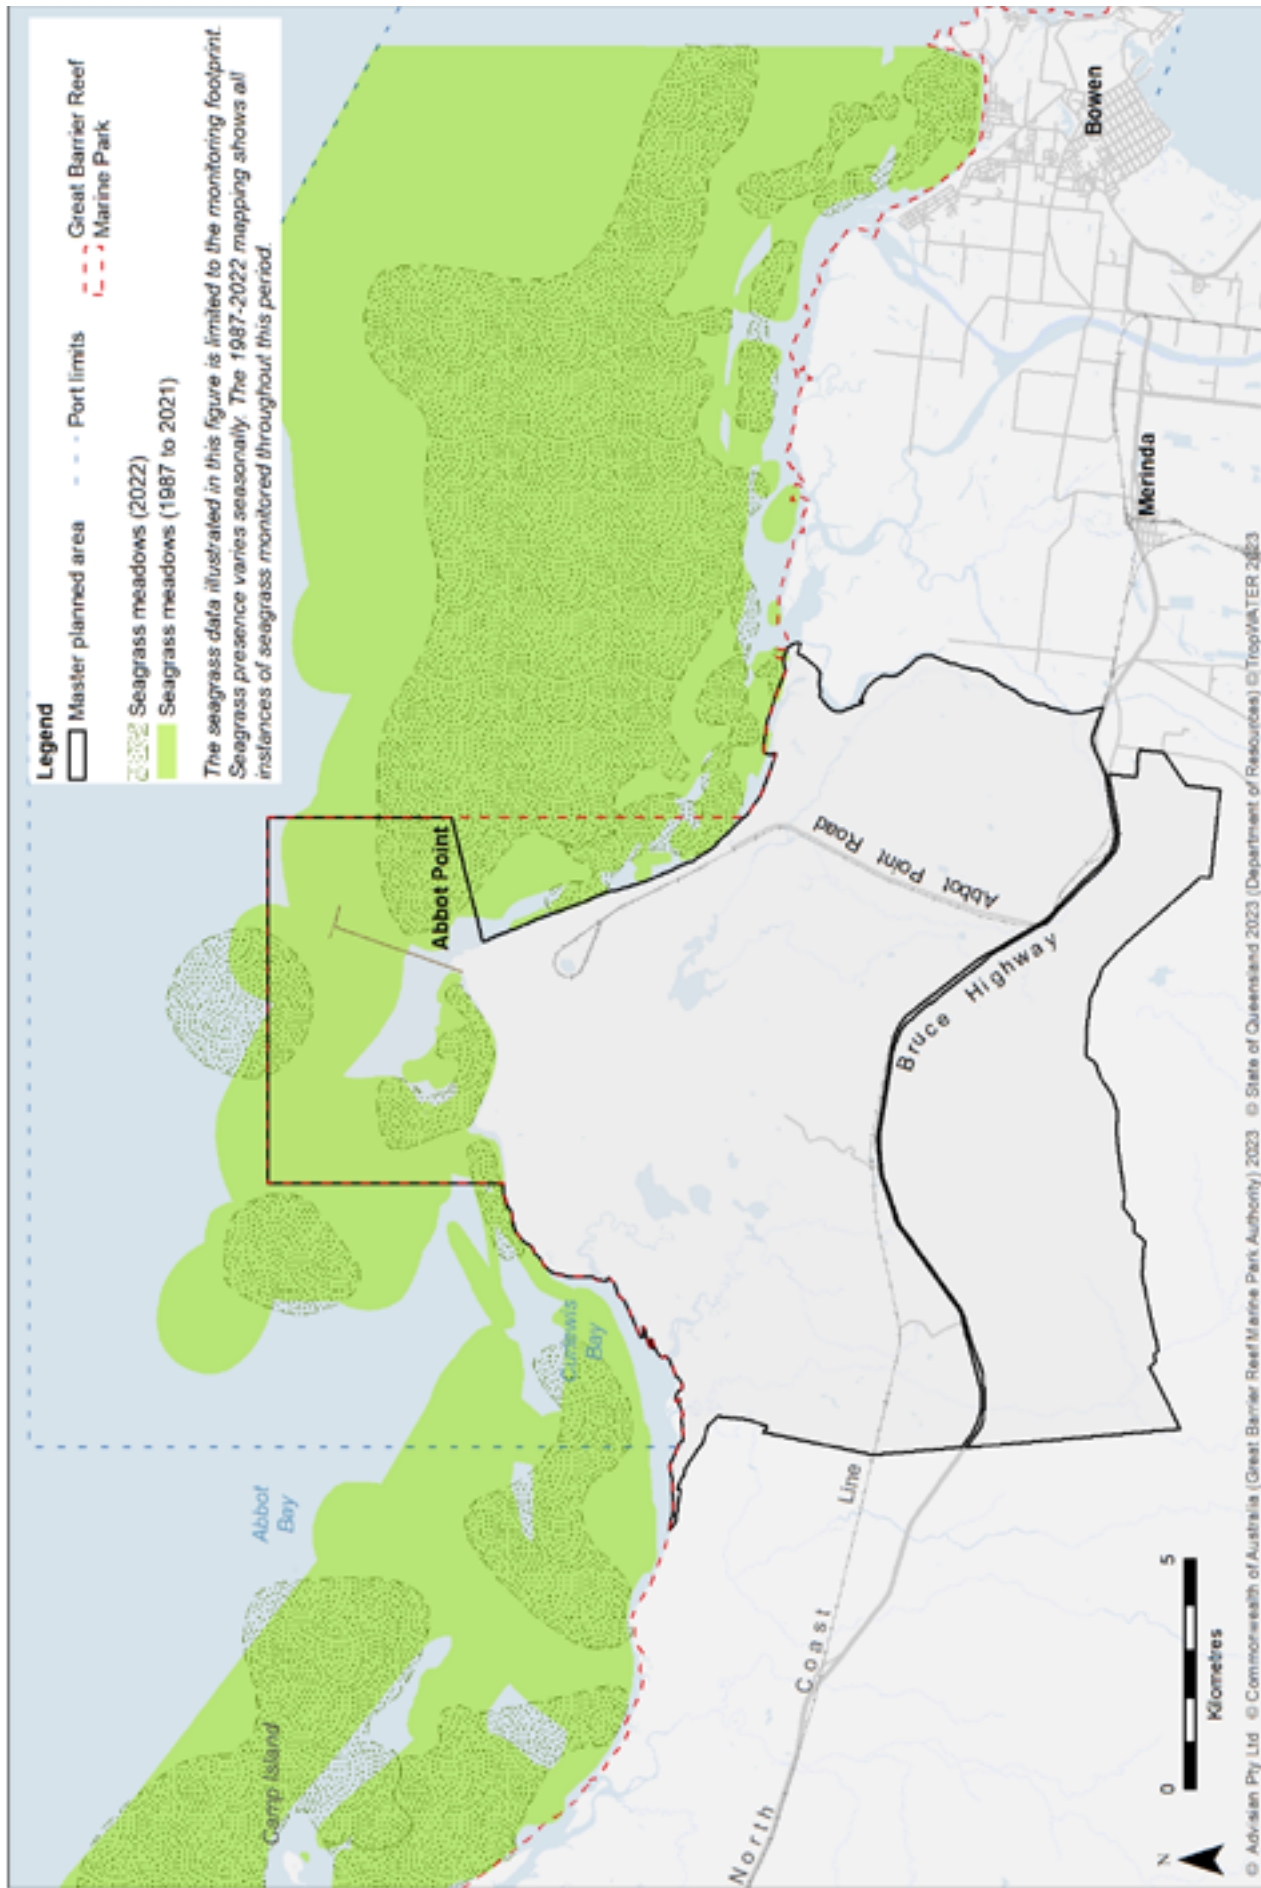 Legend
Master planned area
Port limits
Great Barrier Reef
Marine Park
Seagrass meadows (2022)
Seagrass meadows (1987 to 2021)
The seagrass data illustrated in this figure is limited to the monitoring footprint.
Seagrass presence varies seasonally. The 1987-2022 mapping shows all
instances of seagrass monitored throughout this period.
Camp Island
Abbot
Bay
Curlewis
Bay
Abbot Point
Bowen
Merinda
Abbot Point Road
Bruce Highway
North Coast Line
N
0 5
Kilometres
© Advisian Pty Ltd © Commonwealth of Australia (Great Barrier Reef Marine Park Authority) 2023 © State of Queensland 2023 (Department of Resources) © TropWATER 2023